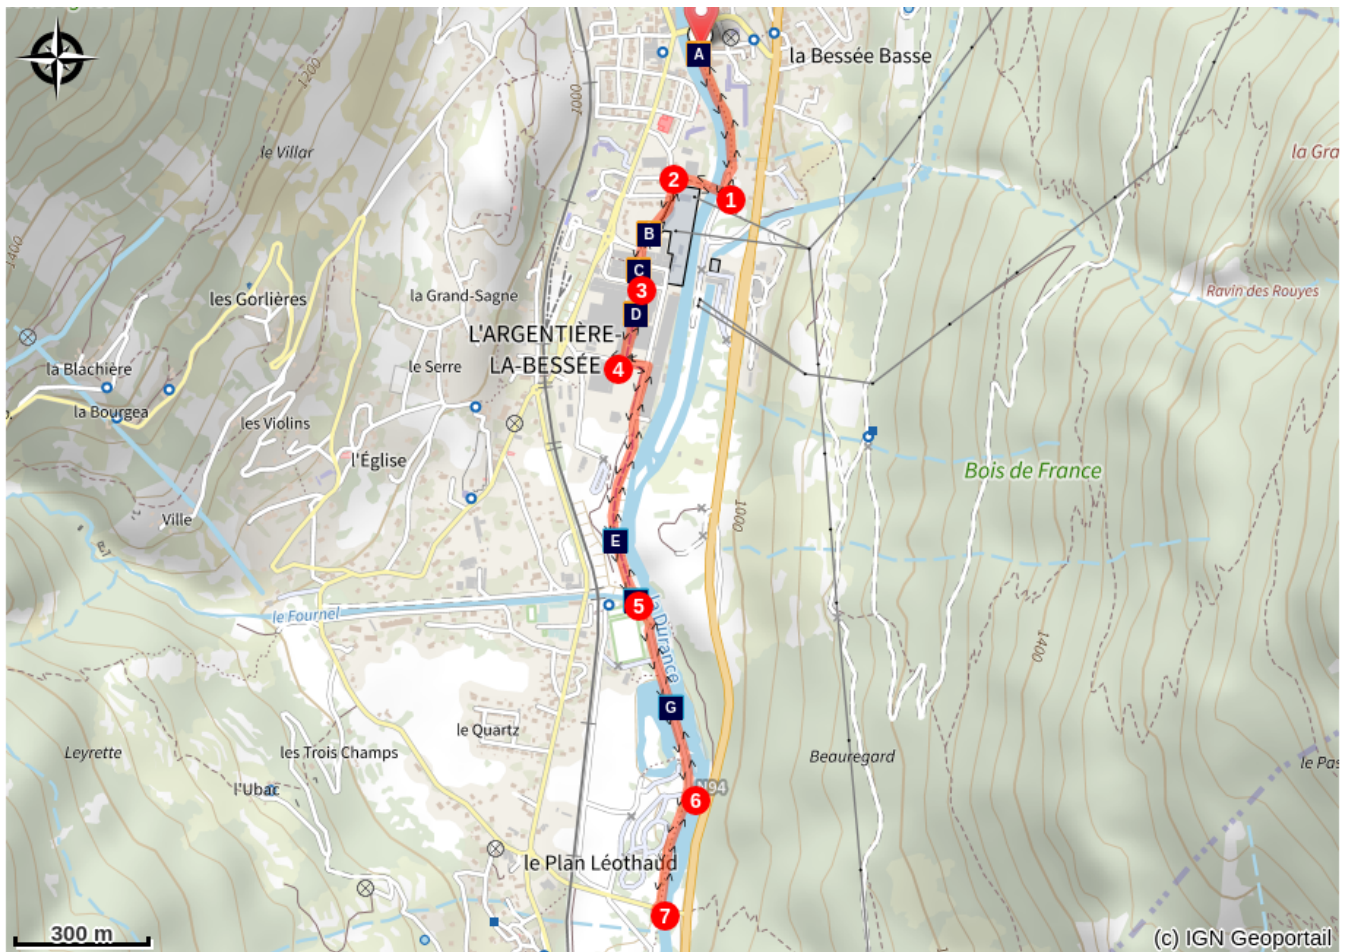 A
la Bessée Basse
1200
1000
le Villar
la Gra
2
1
B
1400
C
les Gorlières
la Grand-Sagne
3
Ravin des Rouyes
D
L'ARGENTIÈRE-
LA-BESSÉE
la Blachière
le Serre
4
la Bourgea
les Violins
l'Église
Bois de France
Ville
1000
E
le Fournel
5
la Durance
1400
G
Leyrette
les Trois Champs
le Quartz
Beauregard
le Pas
l'Ubac
N94
6
le Plan Léothaud
7
300 m
(c) IGN Geoportail